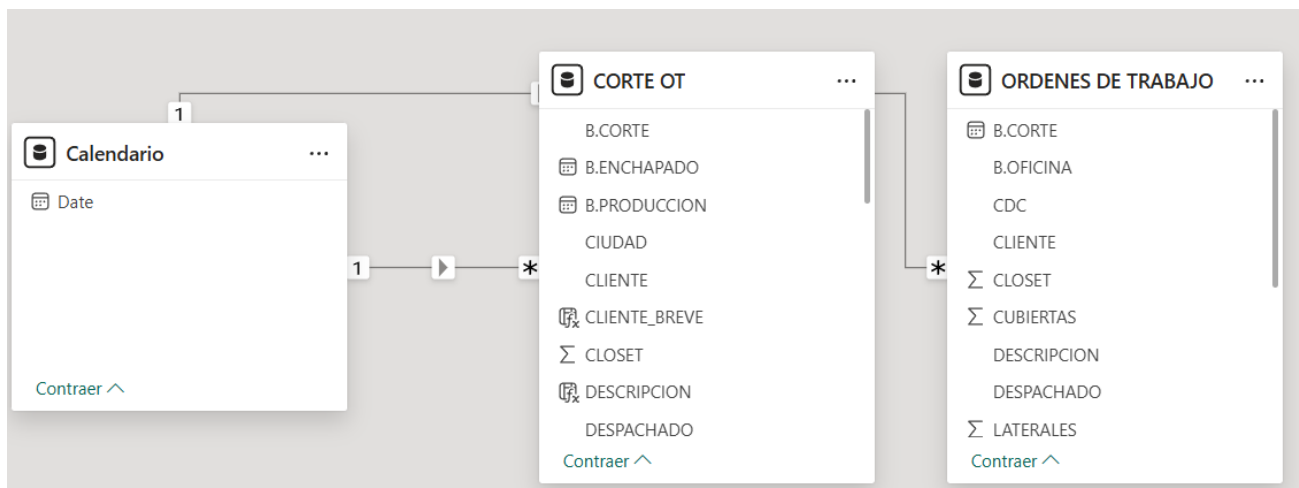 1
Calendario
...
Date
Contraer
1
*
CORTE OT
...
B.CORTE
B.ENCHAPADO
B.PRODUCCION
CIUDAD
CLIENTE
CLIENTE_BREVE
Σ CLOSET
DESCRIPCION
DESPACHADO
Contraer
*
ORDENES DE TRABAJO
...
B.CORTE
B.OFICINA
CDC
CLIENTE
Σ CLOSET
Σ CUBIERTAS
DESCRIPCION
DESPACHADO
Σ LATERALES
Contraer